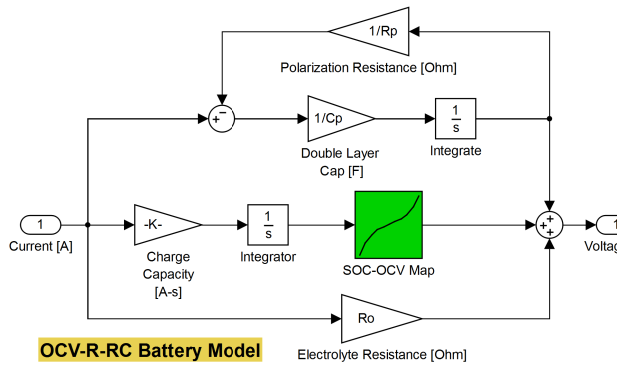 1/Rp
Polarization Resistance [Ohm]
+
−
1/Cp
1
s
Double Layer
Cap [F]
Integrate
1
Current [A]
-K-
Charge
Capacity
[A-s]
1
s
Integrator
SOC-OCV Map
+
+
+
1
Voltag
Ro
Electrolyte Resistance [Ohm]
OCV-R-RC Battery Model